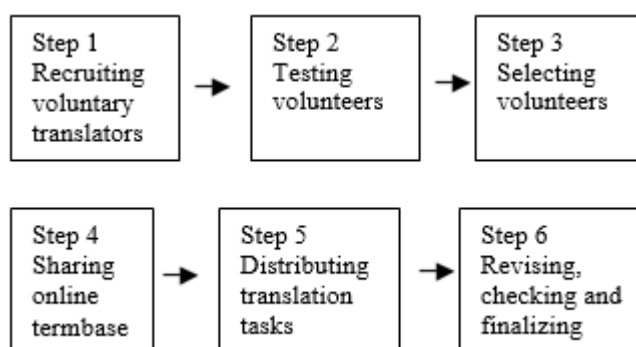 Step 1
Recruiting
voluntary
translators
Step 2
Testing
volunteers
Step 3
Selecting
volunteers
Step 4
Sharing
online
termbase
Step 5
Distributing
translation
tasks
Step 6
Revising,
checking and
finalizing